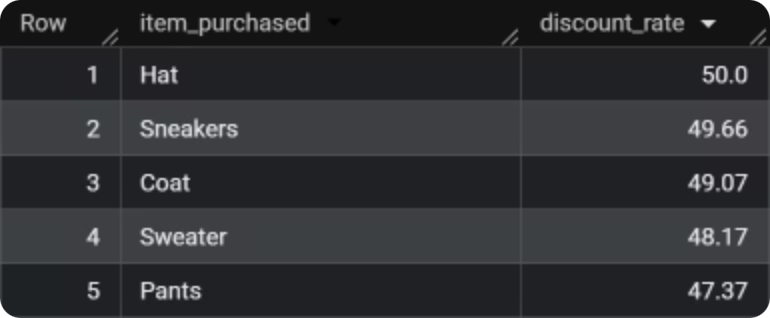 Row item_purchased discount_rate
1 Hat 50.0
2 Sneakers 49.66
3 Coat 49.07
4 Sweater 48.17
5 Pants 47.37